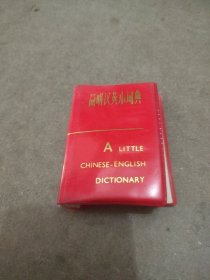 简明汉英小词典
A LITTLE
CHINESE-ENGLISH
DICTIONARY